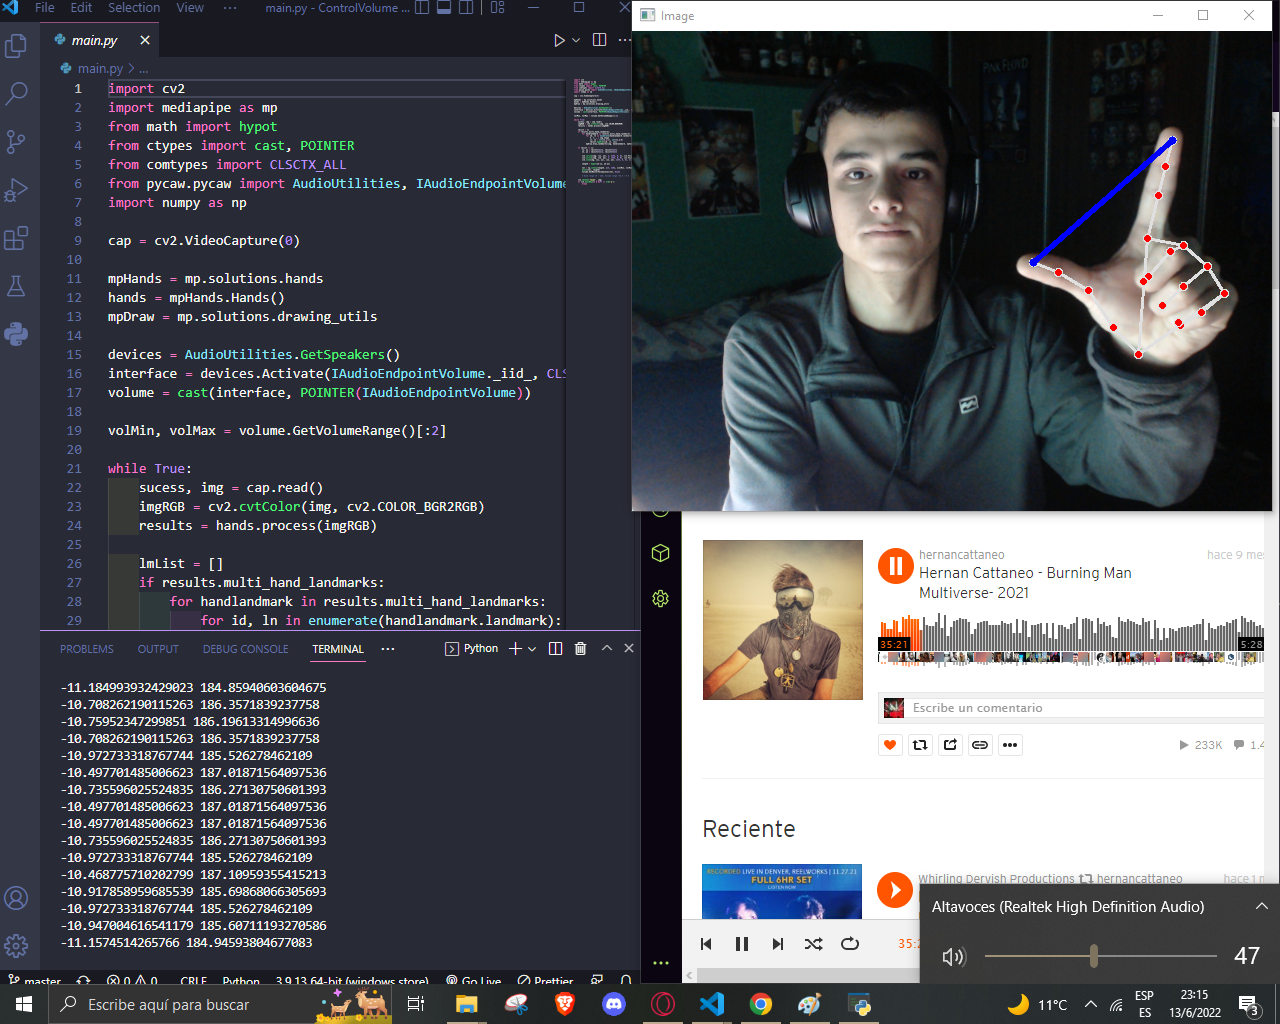 File Edit Selection View ··· main.py - ControlVolume ...
main.py
main.py > ...
1 import cv2
2 import mediapipe as mp
3 from math import hypot
4 from ctypes import cast, POINTER
5 from comtypes import CLSCTX_ALL
6 from pycaw.pycaw import AudioUtilities, IAudioEndpointVolume
7 import numpy as np
8
9 cap = cv2.VideoCapture(0)
10
11 mpHands = mp.solutions.hands
12 hands = mpHands.Hands()
13 mpDraw = mp.solutions.drawing_utils
14
15 devices = AudioUtilities.GetSpeakers()
16 interface = devices.Activate(IAudioEndpointVolume._iid_, CLS
17 volume = cast(interface, POINTER(IAudioEndpointVolume))
18
19 volMin, volMax = volume.GetVolumeRange()[:2]
20
21 while True:
22 sucess, img = cap.read()
23 imgRGB = cv2.cvtColor(img, cv2.COLOR_BGR2RGB)
24 results = hands.process(imgRGB)
25
26 lmList = []
27 if results.multi_hand_landmarks:
28 for handlandmark in results.multi_hand_landmarks:
29 for id, ln in enumerate(handlandmark.landmark):
PROBLEMS OUTPUT DEBUG CONSOLE TERMINAL ··· Python
-11.184993932429023 184.85940603604675
-10.708262190115263 186.3571839237758
-10.75952347299851 186.19613314996636
-10.708262190115263 186.3571839237758
-10.972733318767744 185.526278462109
-10.497701485006623 187.01871564097536
-10.735596025524835 186.27130750601393
-10.497701485006623 187.01871564097536
-10.497701485006623 187.01871564097536
-10.735596025524835 186.27130750601393
-10.972733318767744 185.526278462109
-10.468775710202799 187.10959355415213
-10.917858959685539 185.69868066305693
-10.972733318767744 185.526278462109
-10.947004616541179 185.60711193270586
-11.1574514265766 184.94593804677083
master 0 0 CRLF Python 3.9.13 64-bit (windows store) Go Live Prettier
Image
PINK FLOYD
hernancattaneo
hace 9 mes
Hernan Cattaneo - Burning Man
Multiverse- 2021
35:21 5:28
Escribe un comentario
233K 1.4
Reciente
RECORDED LIVE IN DENVER, REELWORKS | 11.27.21
FULL 6HR SET
LISTEN NOW
Whirling Dervish Productions hernancattaneo
hace 1 m
35:2
Altavoces (Realtek High Definition Audio)
47
Escribe aquí para buscar
11°C
ESP
ES
23:15
13/6/2022
3